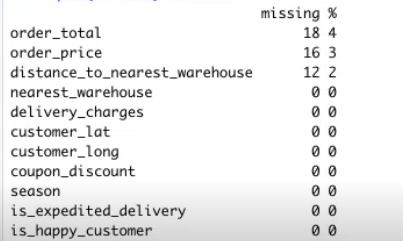 missing %
order_total 18 4
order_price 16 3
distance_to_nearest_warehouse 12 2
nearest_warehouse 0 0
delivery_charges 0 0
customer_lat 0 0
customer_long 0 0
coupon_discount 0 0
season 0 0
is_expedited_delivery 0 0
is_happy_customer 0 0